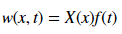 w(x, t) = X(x)f(t)